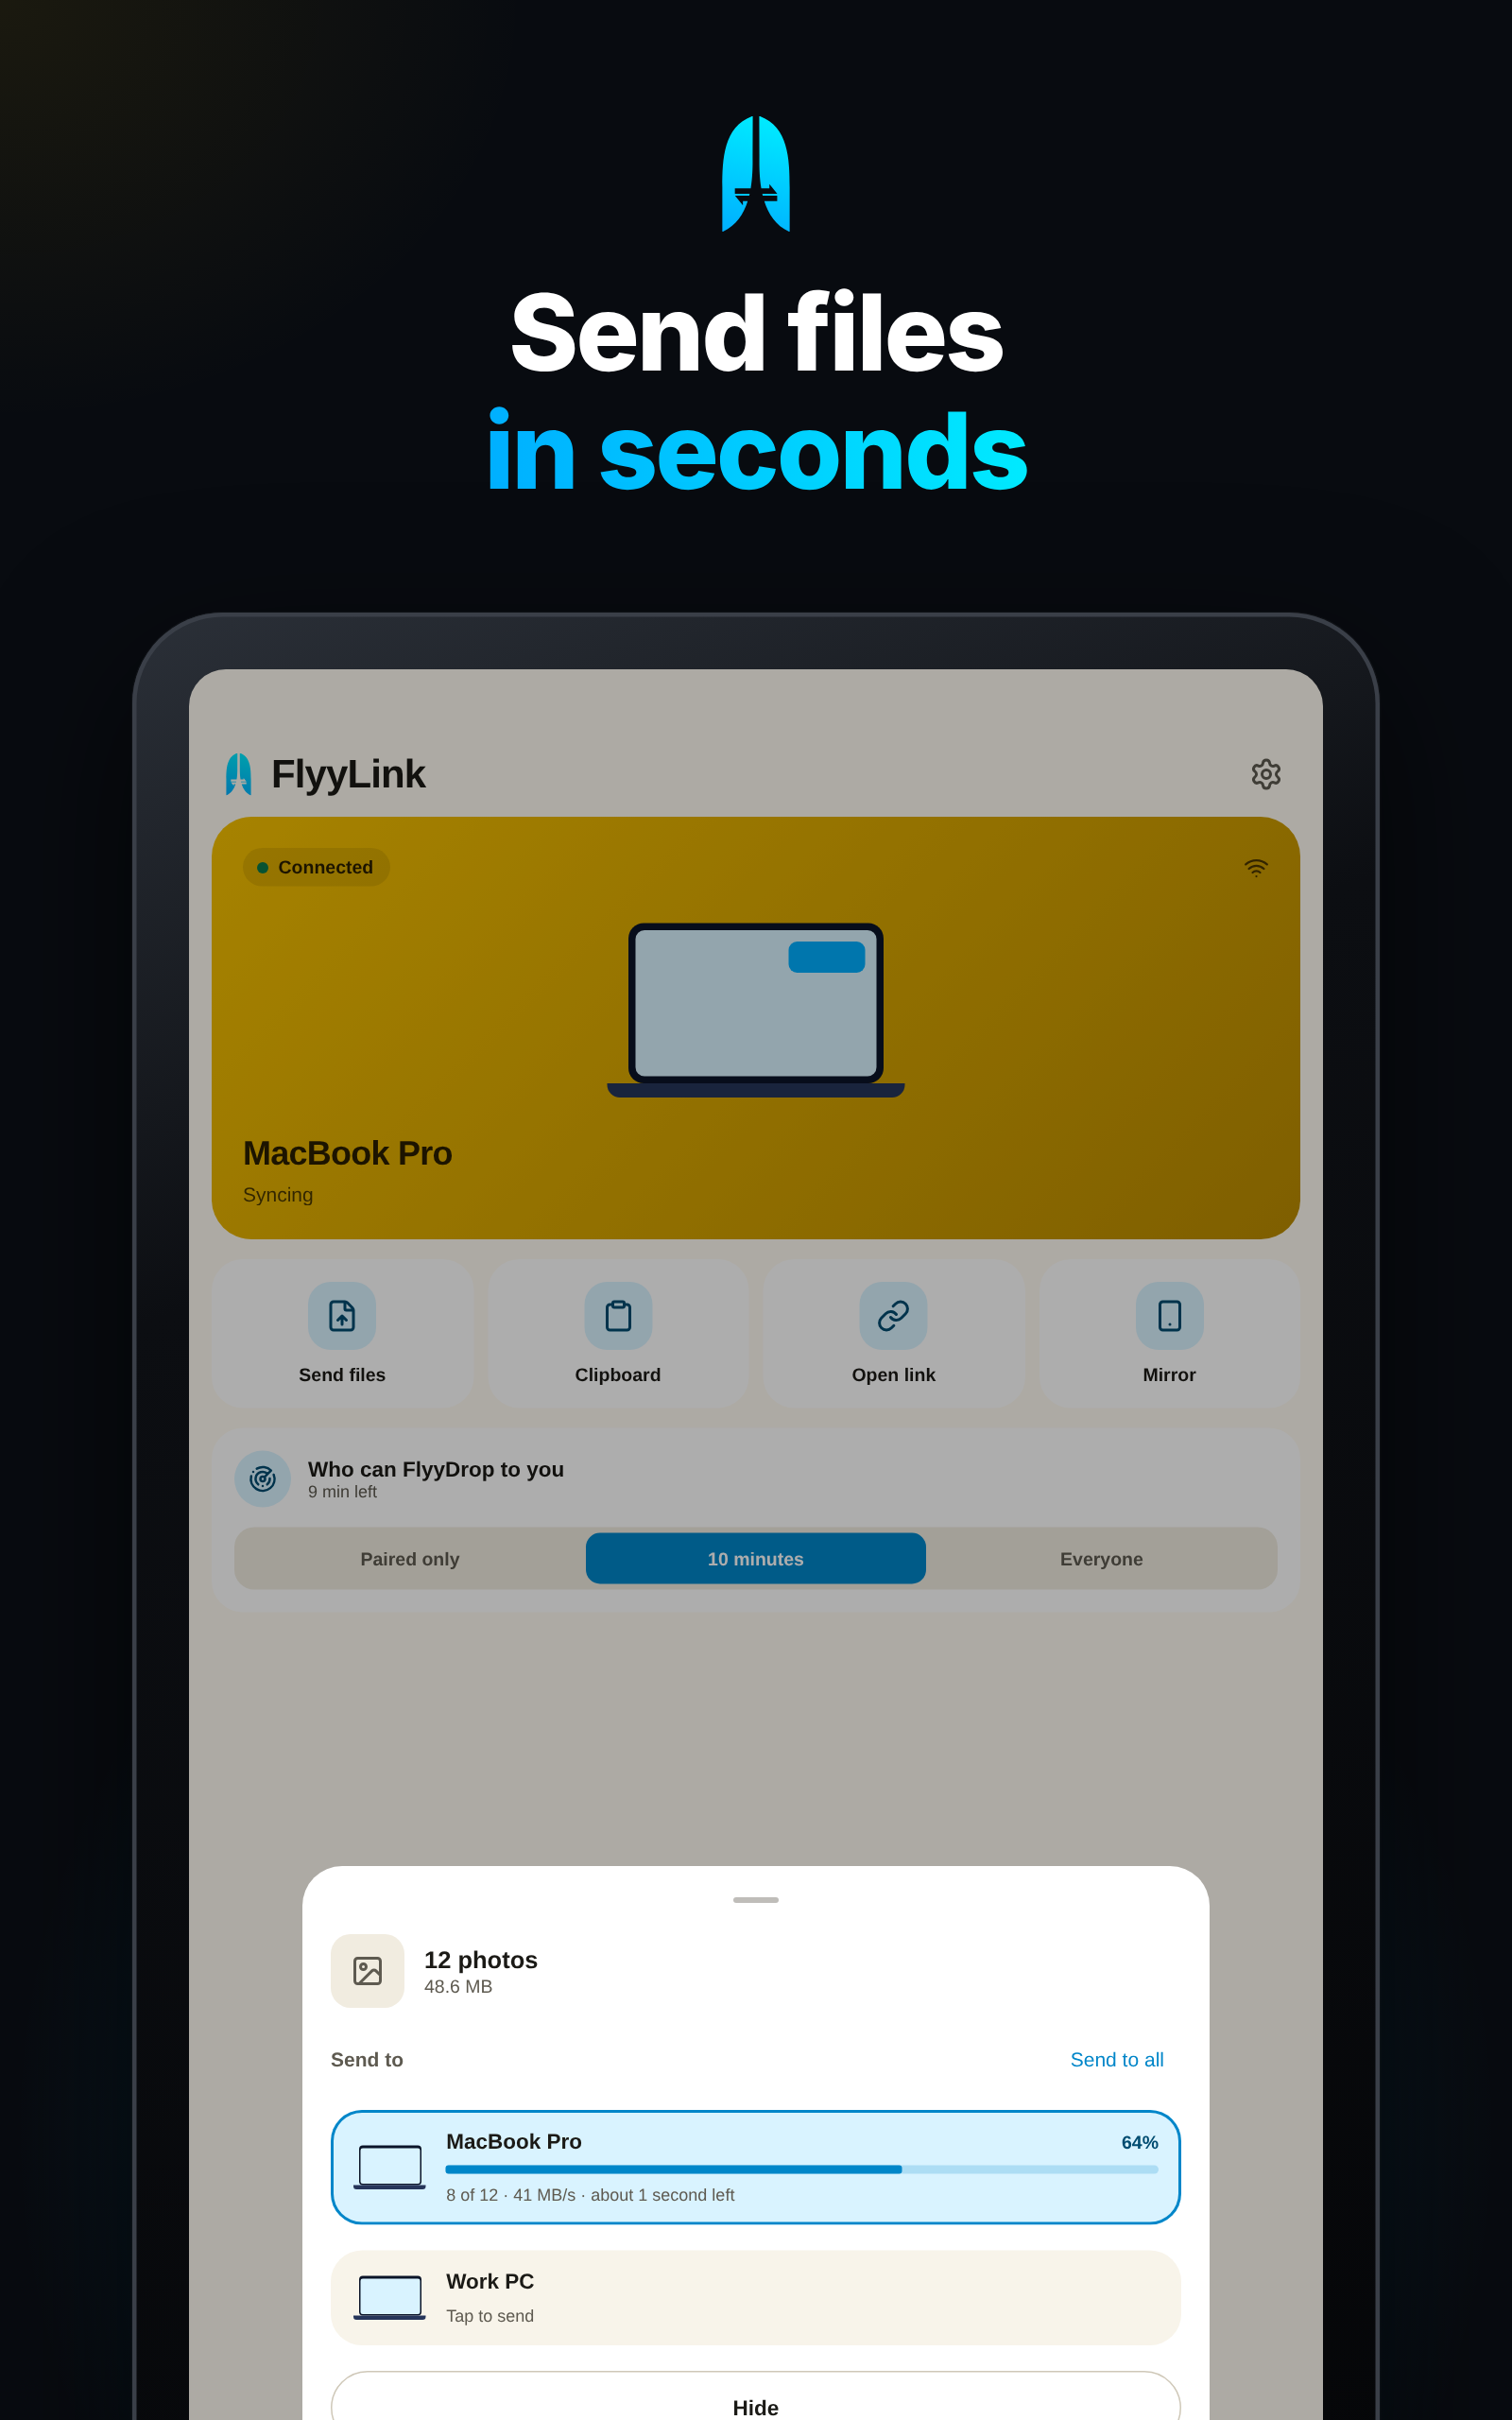 Send files
in seconds
FlyyLink
Connected
MacBook Pro
Syncing
Send files
Clipboard
Open link
Mirror
Who can FlyyDrop to you
9 min left
Paired only
10 minutes
Everyone
12 photos
48.6 MB
Send to
Send to all
MacBook Pro
64%
8 of 12 · 41 MB/s · about 1 second left
Work PC
Tap to send
Hide